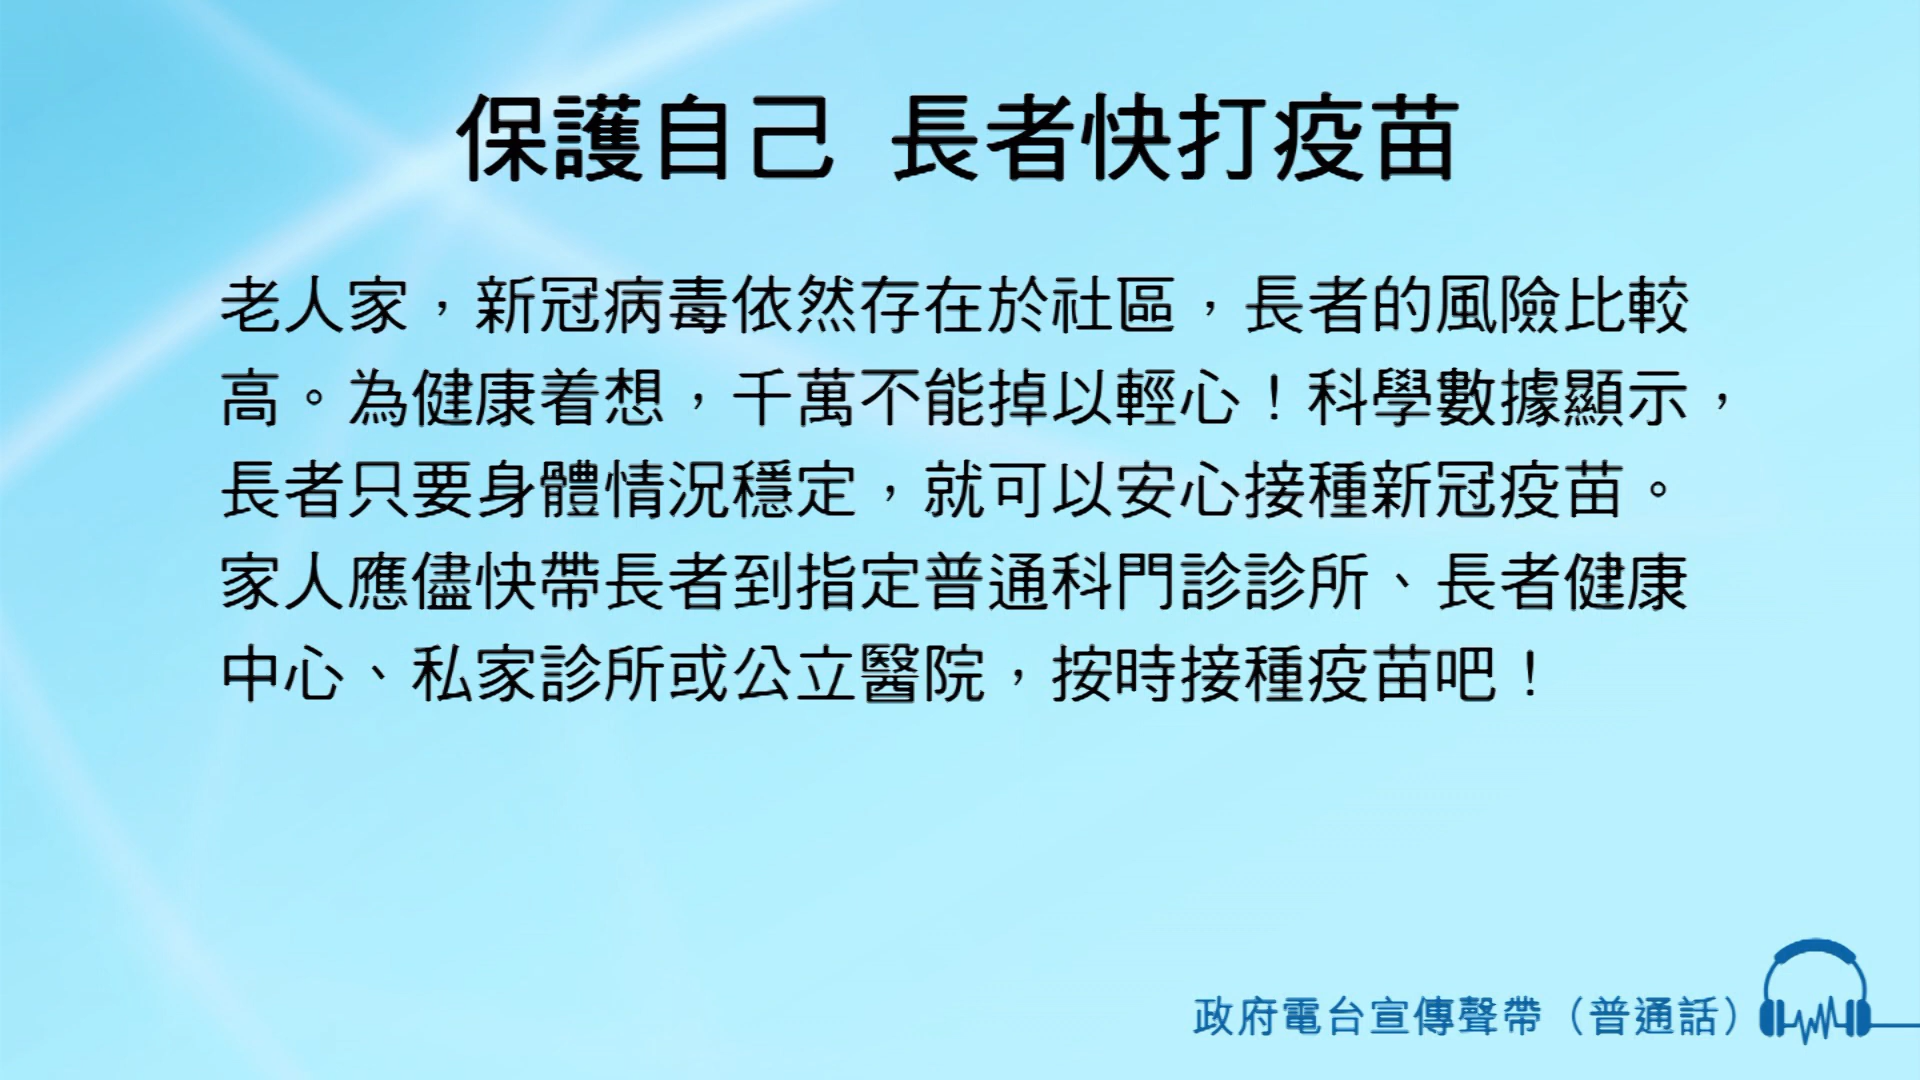 保護自己 長者快打疫苗
老人家，新冠病毒依然存在於社區，長者的風險比較
高。為健康着想，千萬不能掉以輕心！科學數據顯示，
長者只要身體情況穩定，就可以安心接種新冠疫苗。
家人應儘快帶長者到指定普通科門診診所、長者健康
中心、私家診所或公立醫院，按時接種疫苗吧！
政府電台宣傳聲帶（普通話）